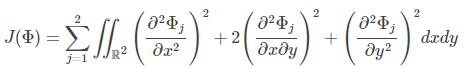 J(Φ) = ∑_{j=1}^{2} ∬_{ℝ²} (∂²Φ_j/∂x²)² + 2(∂²Φ_j/∂x∂y)² + (∂²Φ_j/∂y²)² dxdy